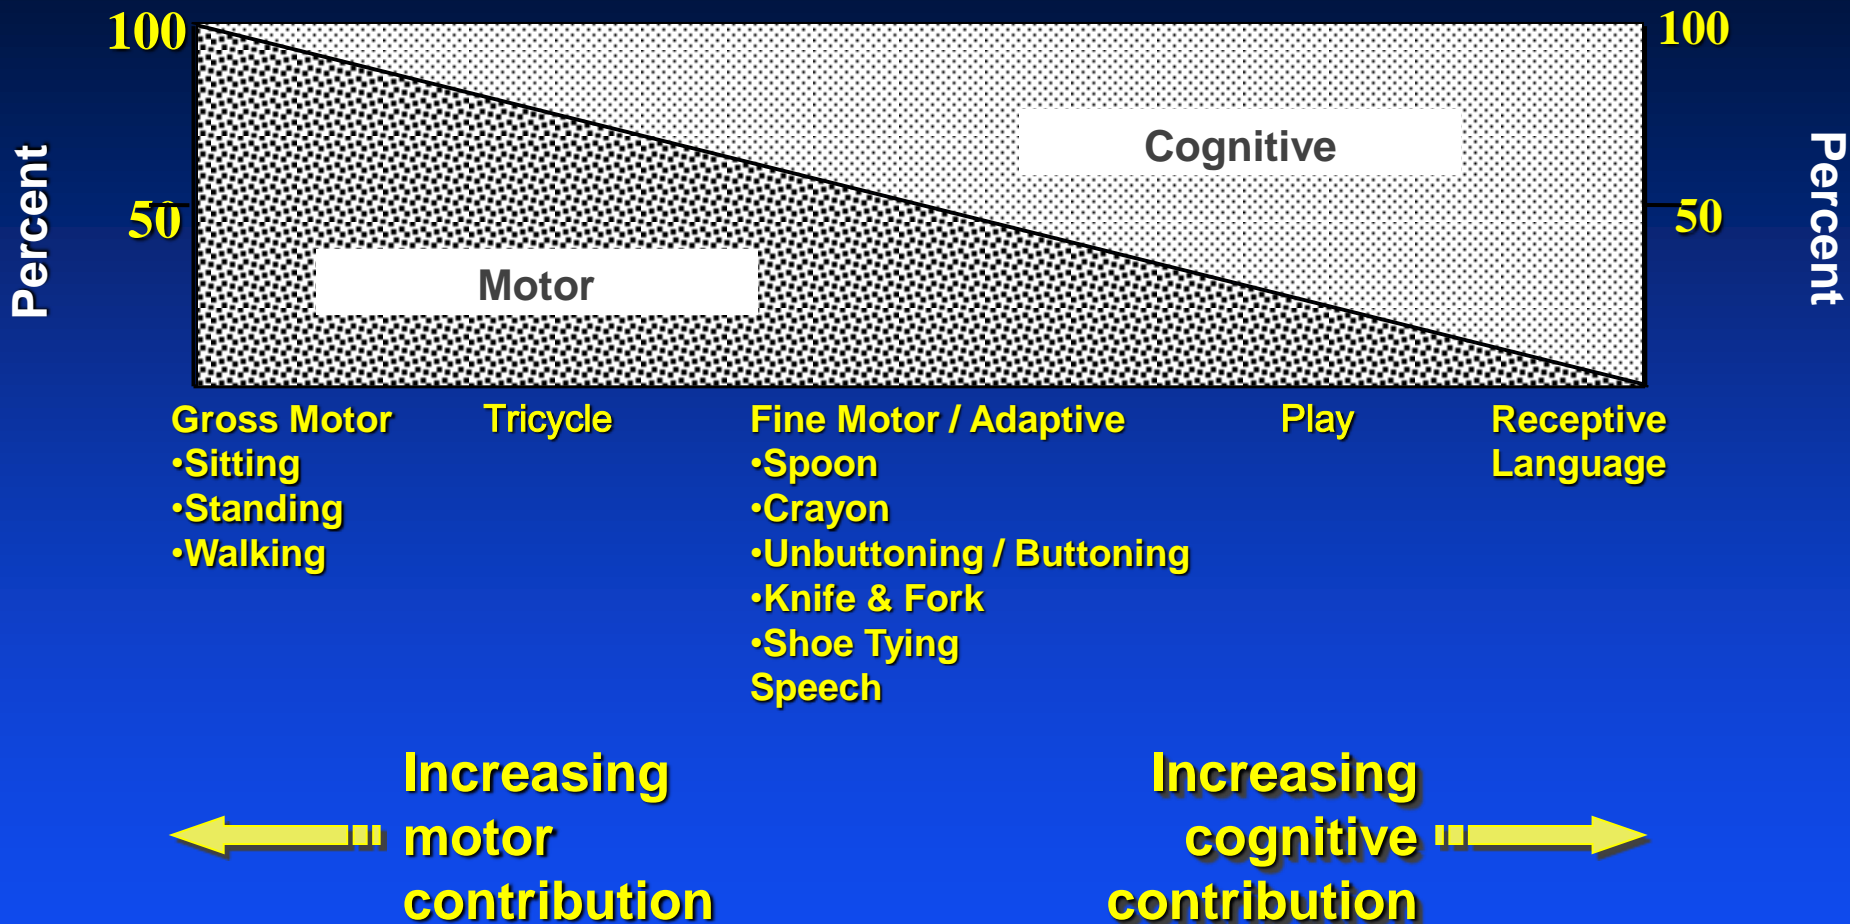 100
100
Percent
Cognitive
Percent
50
50
Motor
Gross Motor
•Sitting
•Standing
•Walking
Tricycle
Fine Motor / Adaptive
•Spoon
•Crayon
•Unbuttoning / Buttoning
•Knife & Fork
•Shoe Tying
Speech
Play
Receptive
Language
Increasing
motor
contribution
Increasing
cognitive
contribution